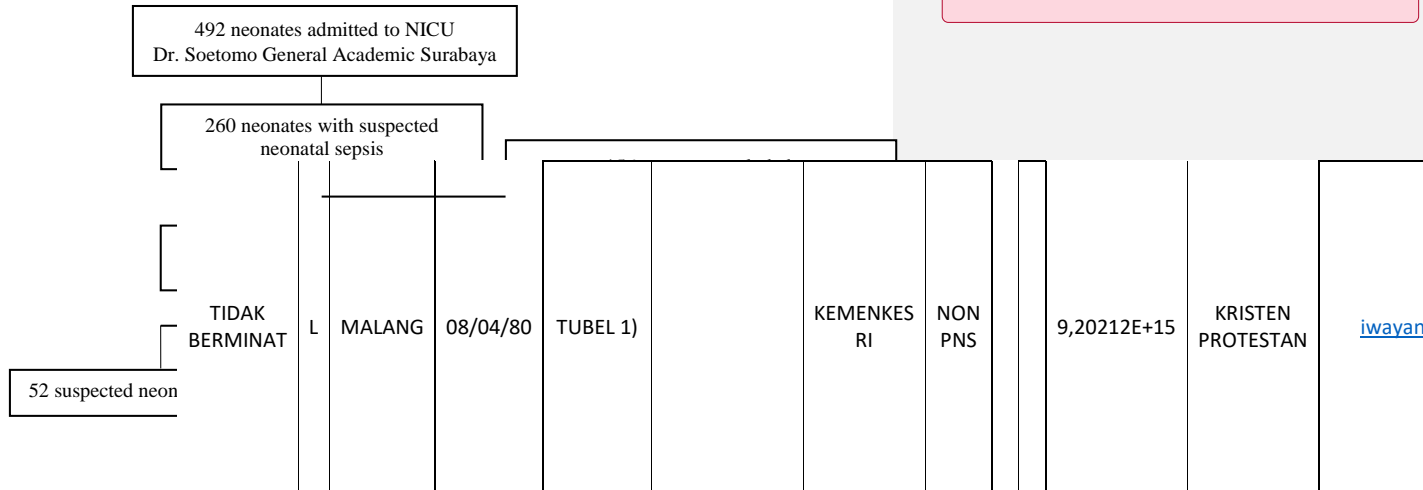 492 neonates admitted to NICU
Dr. Soetomo General Academic Surabaya
260 neonates with suspected
neonatal sepsis
TIDAK
BERMINAT
L
MALANG
08/04/80
TUBEL 1)
KEMENKES
RI
NON
PNS
9,20212E+15
KRISTEN
PROTESTAN
iwayan
52 suspected neon